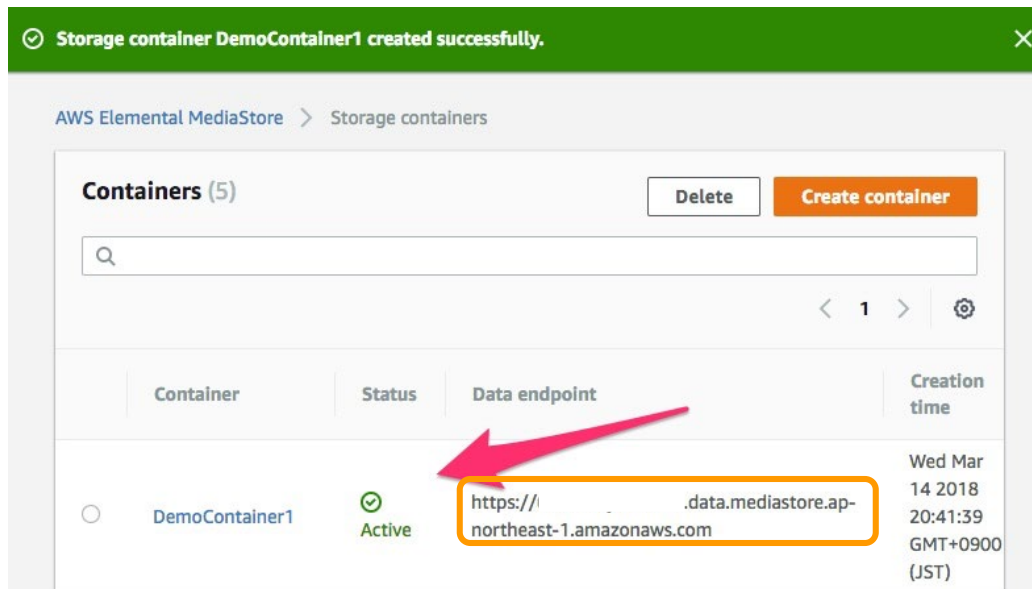 Storage container DemoContainer1 created successfully.
AWS Elemental MediaStore > Storage containers
Containers (5)
Delete
Create container
< 1 >
Container
Status
Data endpoint
Creation
time
DemoContainer1
Active
https://
.data.mediastore.ap-
northeast-1.amazonaws.com
Wed Mar
14 2018
20:41:39
GMT+0900
(JST)